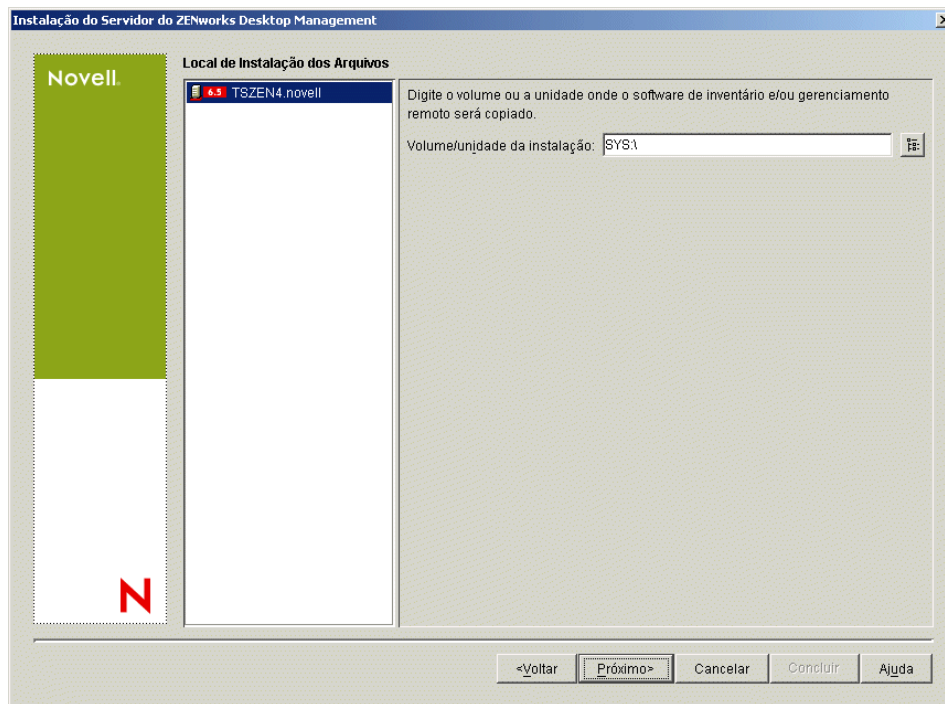 Instalação do Servidor do ZENworks Desktop Management
Novell.
Local de Instalação dos Arquivos
6.5 TSZEN4.novell
Digite o volume ou a unidade onde o software de inventário e/ou gerenciamento
remoto será copiado.
Volume/unidade da instalação: SYS:\
N
<Voltar
Próximo>
Cancelar
Concluir
Ajuda